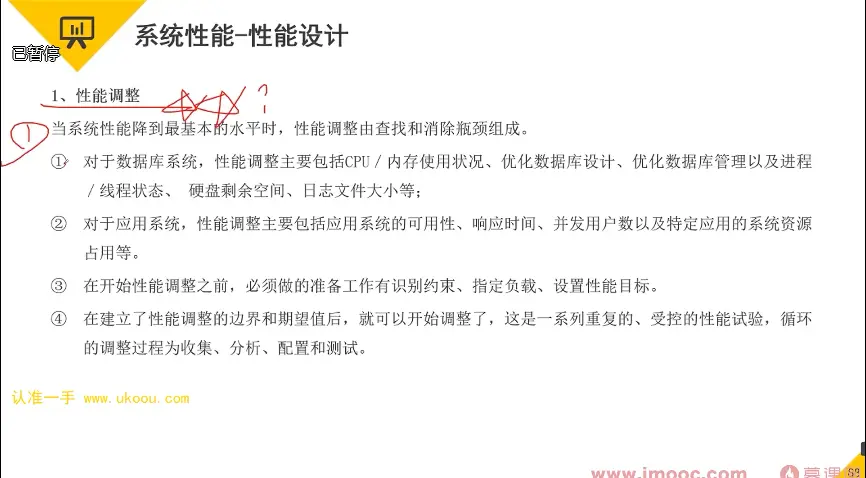 系统性能-性能设计
已暂停
1、性能调整
?
①
当系统性能降到最基本的水平时，性能调整由查找和消除瓶颈组成。
① 对于数据库系统，性能调整主要包括CPU/内存使用状况、优化数据库设计、优化数据库管理以及进程
/线程状态、 硬盘剩余空间、日志文件大小等；
② 对于应用系统，性能调整主要包括应用系统的可用性、响应时间、并发用户数以及特定应用的系统资源
占用等。
③ 在开始性能调整之前，必须做的准备工作有识别约束、指定负载、设置性能目标。
④ 在建立了性能调整的边界和期望值后，就可以开始调整了，这是一系列重复的、受控的性能试验，循环
的调整过程为收集、分析、配置和测试。
认准一手 www.ukoou.com
www.imooc.com
慕课
69